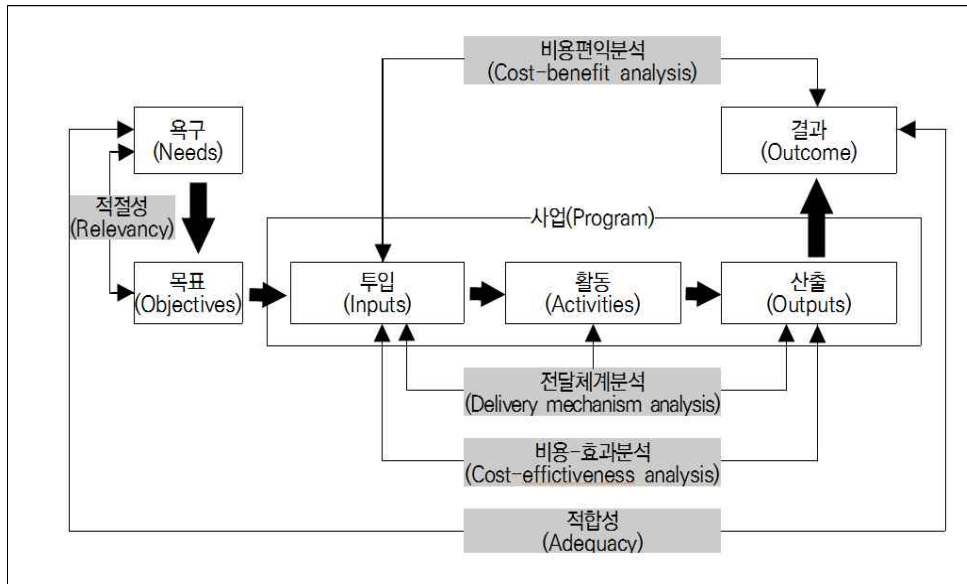 비용편익분석
(Cost-benefit analysis)
욕구
(Needs)
결과
(Outcome)
적절성
(Relevancy)
사업(Program)
목표
(Objectives)
투입
(Inputs)
활동
(Activities)
산출
(Outputs)
전달체계분석
(Delivery mechanism analysis)
비용-효과분석
(Cost-effictiveness analysis)
적합성
(Adequacy)